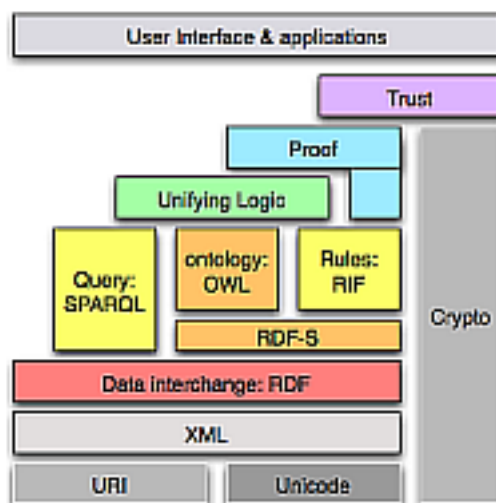 User Interface & applications
Trust
Proof
Unifying Logic
Query:
SPARQL
ontology:
OWL
Rules:
RIF
Crypto
RDF-S
Data interchange: RDF
XML
URI
Unicode